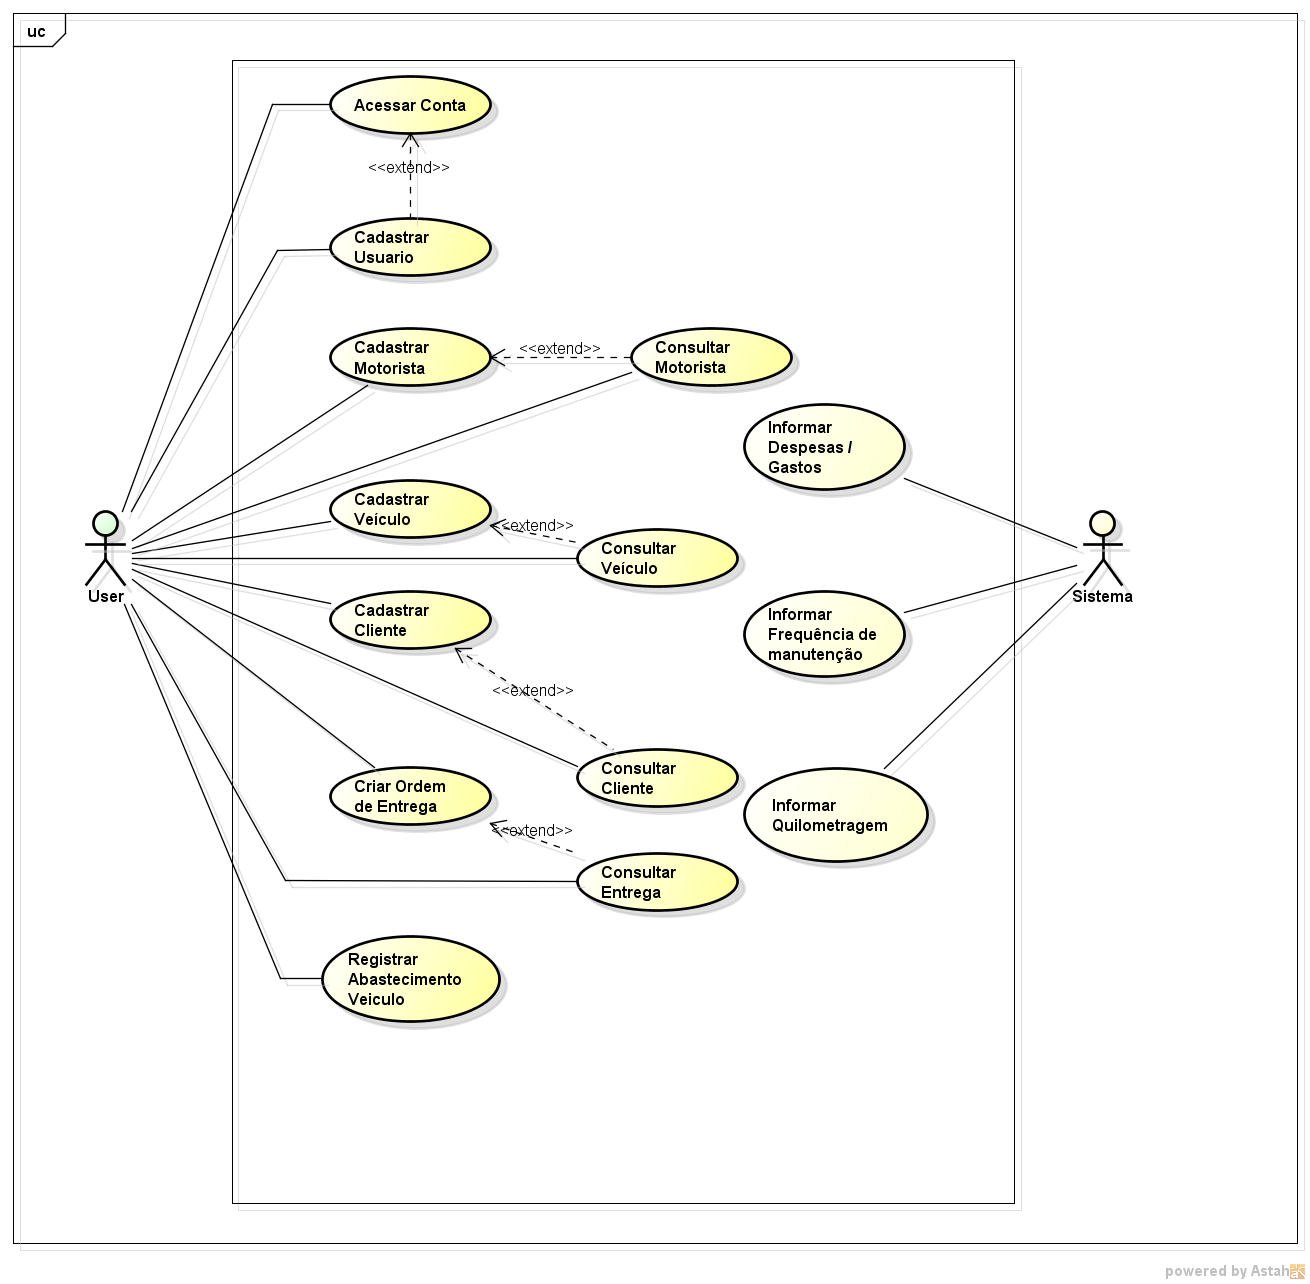 uc
Acessar Conta
<<extend>>
Cadastrar
Usuario
Cadastrar
Motorista
<<extend>>
Consultar
Motorista
Informar
Despesas /
Gastos
Cadastrar
Veículo
<<extend>>
Consultar
Veículo
User
Sistema
Cadastrar
Cliente
Informar
Frequência de
manutenção
<<extend>>
Consultar
Cliente
Criar Ordem
de Entrega
Informar
Quilometragem
<<extend>>
Consultar
Entrega
Registrar
Abastecimento
Veiculo
powered by Astah